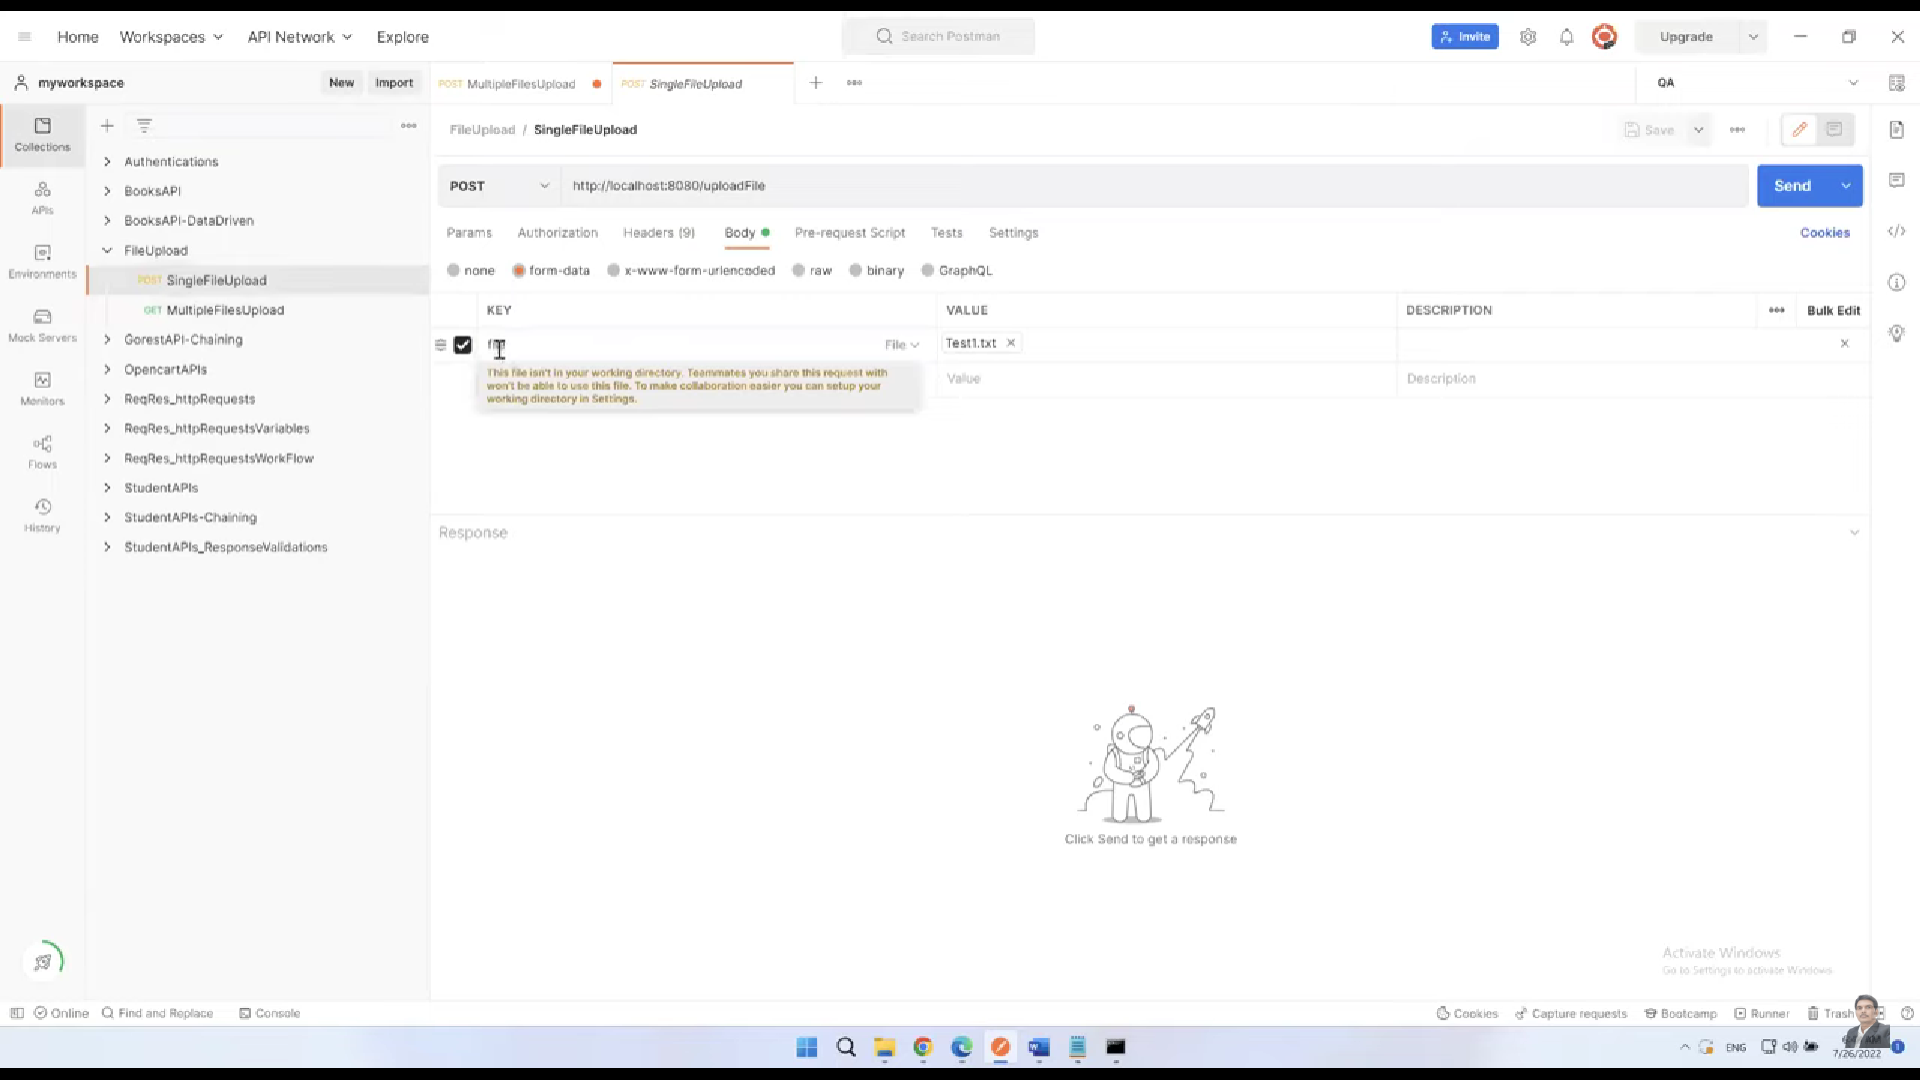 Home Workspaces API Network Explore Search Postman Invite Upgrade
myworkspace New Import POST MultipleFilesUpload POST SingleFileUpload QA
Collections
APIs
Environments
Mock Servers
Monitors
Flows
History
Authentications
BooksAPI
BooksAPI-DataDriven
FileUpload
POST SingleFileUpload
GET MultipleFilesUpload
GorestAPI-Chaining
OpencartAPIs
ReqRes_httpRequests
ReqRes_httpRequestsVariables
ReqRes_httpRequestsWorkFlow
StudentAPIs
StudentAPIs-Chaining
StudentAPIs_ResponseValidations
FileUpload / SingleFileUpload Save
POST http://localhost:8080/uploadFile Send
Params Authorization Headers (9) Body Pre-request Script Tests Settings Cookies
none form-data x-www-form-urlencoded raw binary GraphQL
KEY VALUE DESCRIPTION Bulk Edit
File Test1.txt
This file isn't in your working directory. Teammates you share this request with
won't be able to use this file. To make collaboration easier you can setup your
working directory in Settings.
Value Description
Response
Click Send to get a response
Activate Windows
Go to Settings to activate Windows.
Online Find and Replace Console Cookies Capture requests Bootcamp Runner Trash
ENG
7/26/2022
1